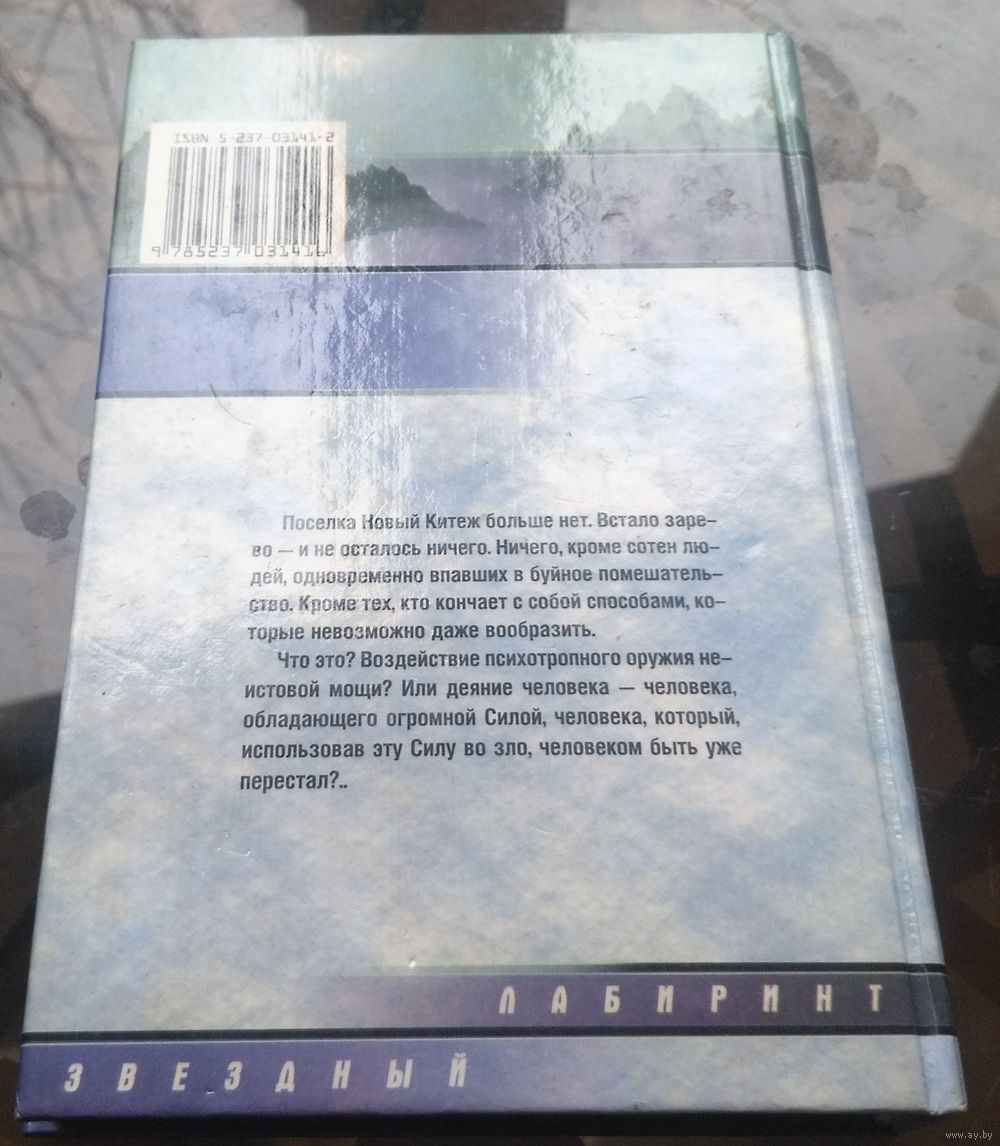 ISBN 5-237-03141-2
9 785237 031416
Поселка Новый Китеж больше нет. Встало заре-
во — и не осталось ничего. Ничего, кроме сотен лю-
дей, одновременно впавших в буйное помешатель-
ство. Кроме тех, кто кончает с собой способами, ко-
торые невозможно даже вообразить.
Что это? Воздействие психотропного оружия не-
истовой мощи? Или деяние человека — человека,
обладающего огромной Силой, человека, который,
использовав эту Силу во зло, человеком быть уже
перестал?..
ЛАБИРИНТ
ЗВЕЗДНЫЙ
www.ay.by